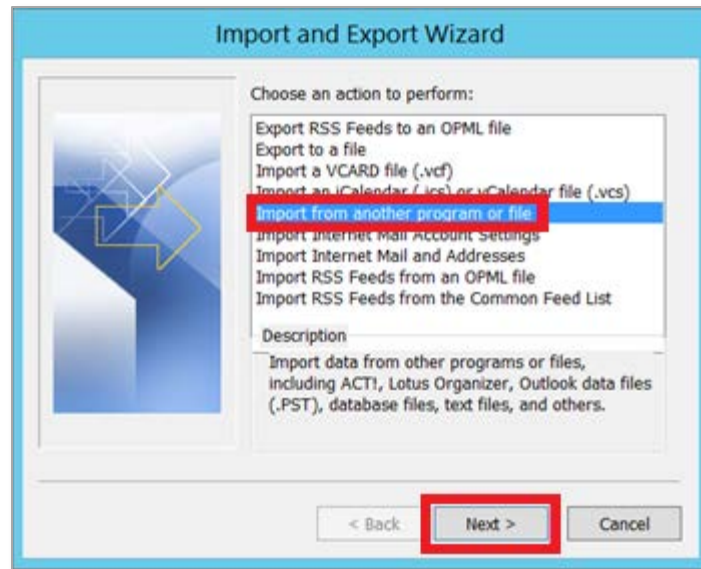 Import and Export Wizard
Choose an action to perform:
Export RSS Feeds to an OPML file
Export to a file
Import a VCARD file (.vcf)
Import an iCalendar (.ics) or vCalendar file (.vcs)
Import from another program or file
Import Internet Mail Account Settings
Import Internet Mail and Addresses
Import RSS Feeds from an OPML file
Import RSS Feeds from the Common Feed List
Description
Import data from other programs or files,
including ACT!, Lotus Organizer, Outlook data files
(.PST), database files, text files, and others.
< Back Next > Cancel